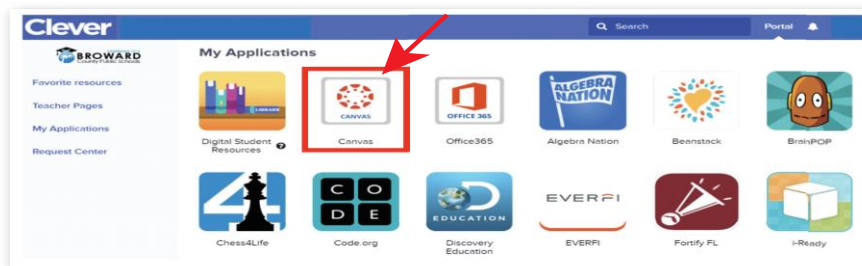 Clever
Search
Portal
BROWARD
County Public Schools
My Applications
Favorite resources
Teacher Pages
My Applications
Request Center
LIBRARY
CANVAS
OFFICE 365
ALGEBRA
NATION
Digital Student
Resources
Canvas
Office365
Algebra Nation
Beanstack
BrainPOP
4
C O
D E
D
EDUCATION
EVERFI
Chess4Life
Code.org
Discovery
Education
EVERFI
Fortify FL
i-Ready